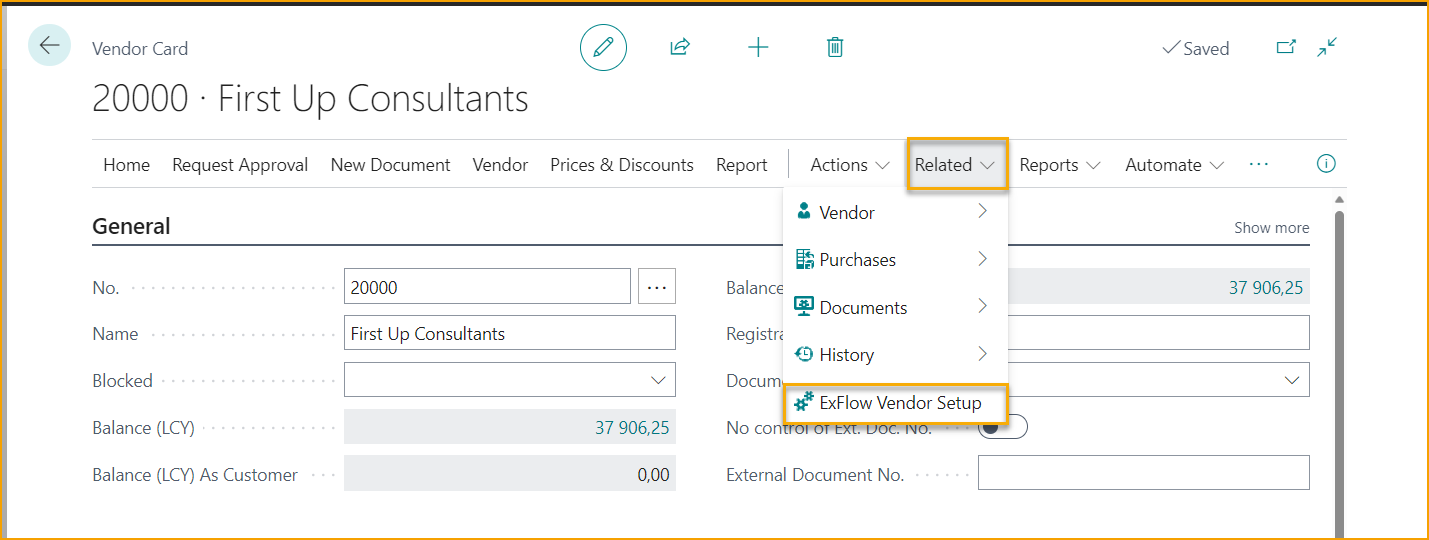 Vendor Card
Saved
20000 · First Up Consultants
Home Request Approval New Document Vendor Prices & Discounts Report Actions Related Reports Automate ...
General
Show more
No. 20000 ...
Name First Up Consultants
Blocked
Balance (LCY) 37 906,25
Balance (LCY) As Customer 0,00
Vendor
Purchases
Documents
History
ExFlow Vendor Setup
Balance 37 906,25
Registra
Docum
No control of Ext. Doc. No.
External Document No.